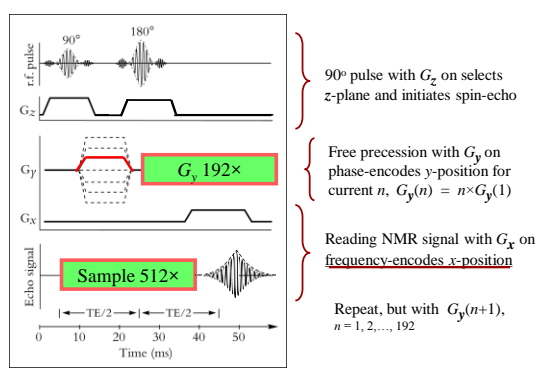 90° 180°
r.f. pulse
Gz
Gy
Gy 192×
Gx
Echo signal
Sample 512×
TE/2 TE/2
0 10 20 30 40 50
Time (ms)
90º pulse with Gz on selects
z-plane and initiates spin-echo
Free precession with Gy on
phase-encodes y-position for
current n, Gy(n) = n×Gy(1)
Reading NMR signal with Gx on
frequency-encodes x-position
Repeat, but with Gy(n+1),
n = 1, 2,…, 192